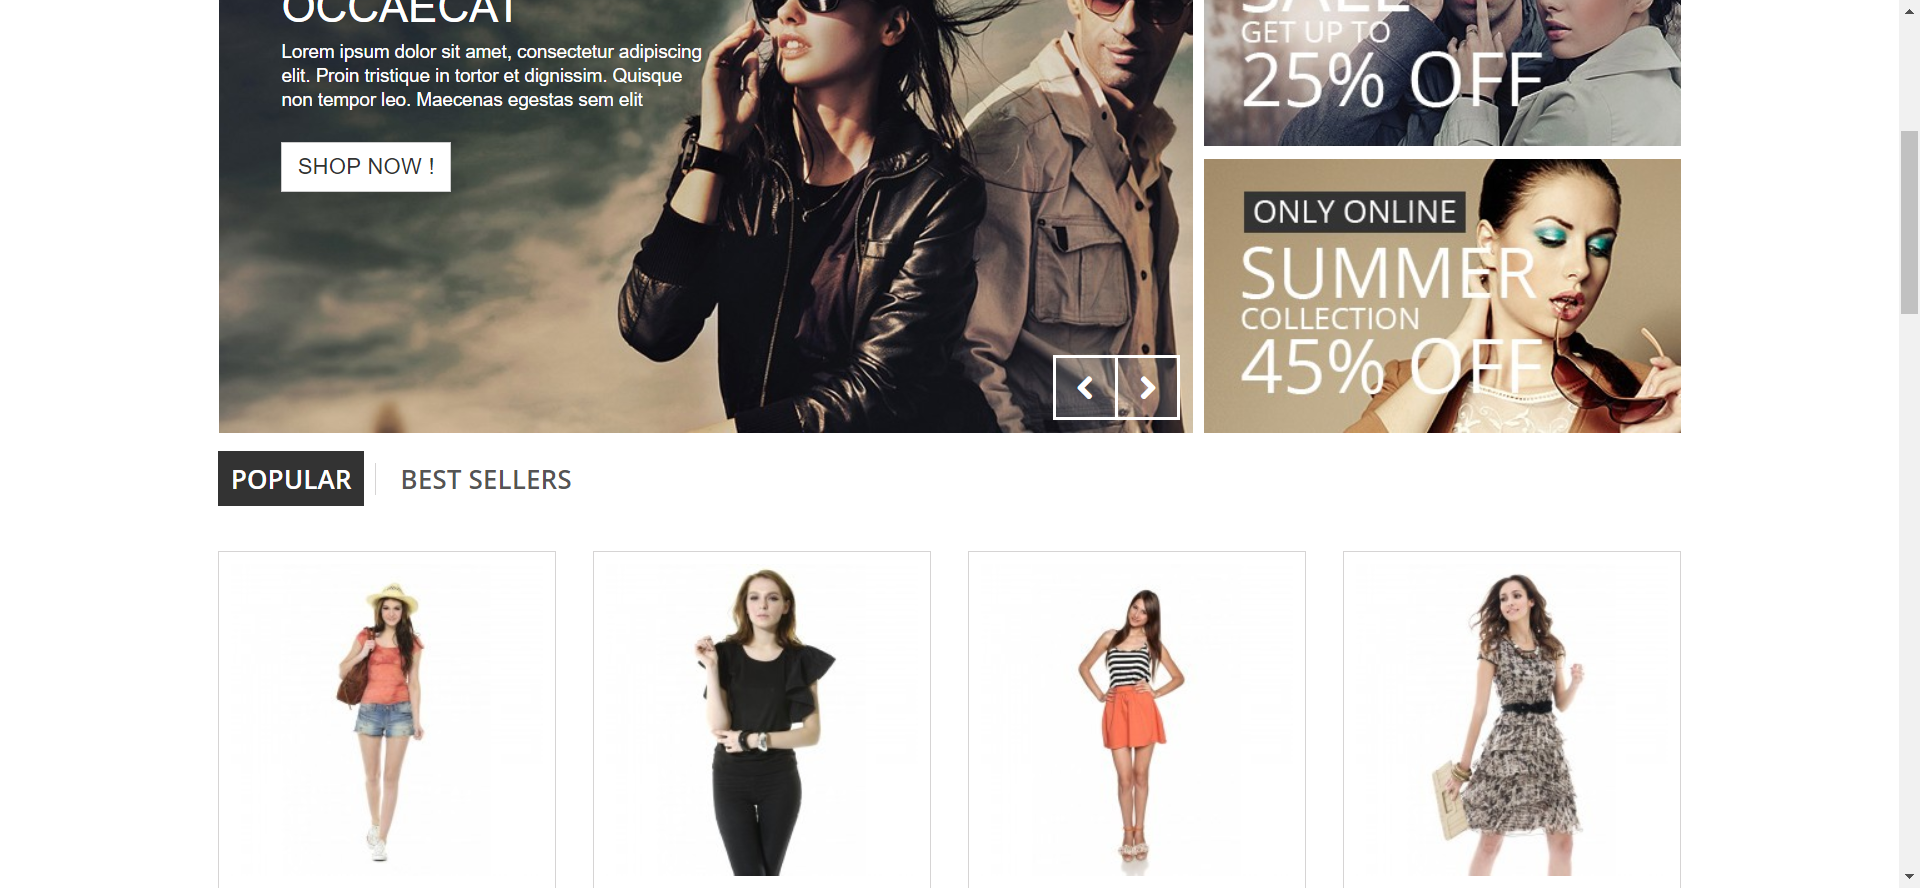 OCCAECAT
Lorem ipsum dolor sit amet, consectetur adipiscing
elit. Proin tristique in tortor et dignissim. Quisque
non tempor leo. Maecenas egestas sem elit
SHOP NOW !
SALE
GET UP TO
25% OFF
ONLY ONLINE
SUMMER
COLLECTION
45% OFF
POPULAR
BEST SELLERS